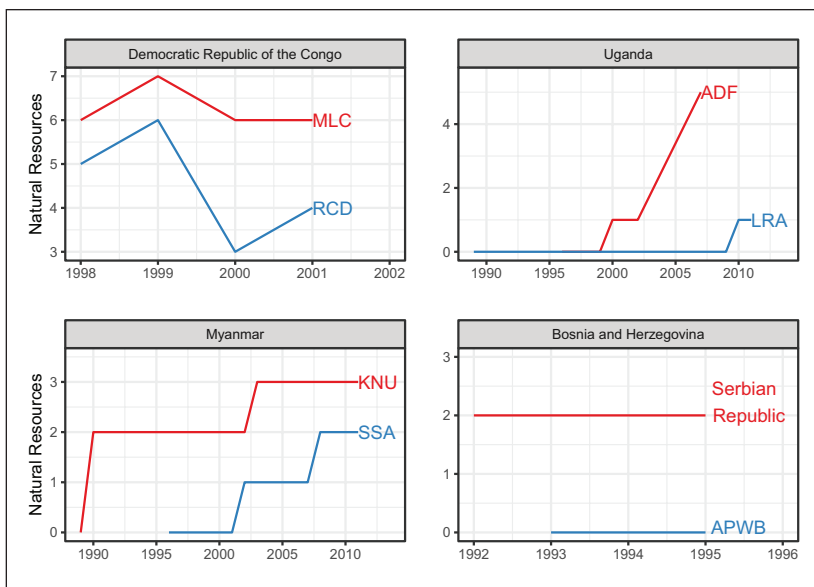 Democratic Republic of the Congo
Natural Resources
7
6
5
4
3
MLC
RCD
1998 1999 2000 2001 2002
Uganda
4
2
0
ADF
LRA
1990 1995 2000 2005 2010
Myanmar
Natural Resources
3
2
1
0
KNU
SSA
1990 1995 2000 2005 2010
Bosnia and Herzegovina
3
2
1
0
Serbian
Republic
APWB
1992 1993 1994 1995 1996